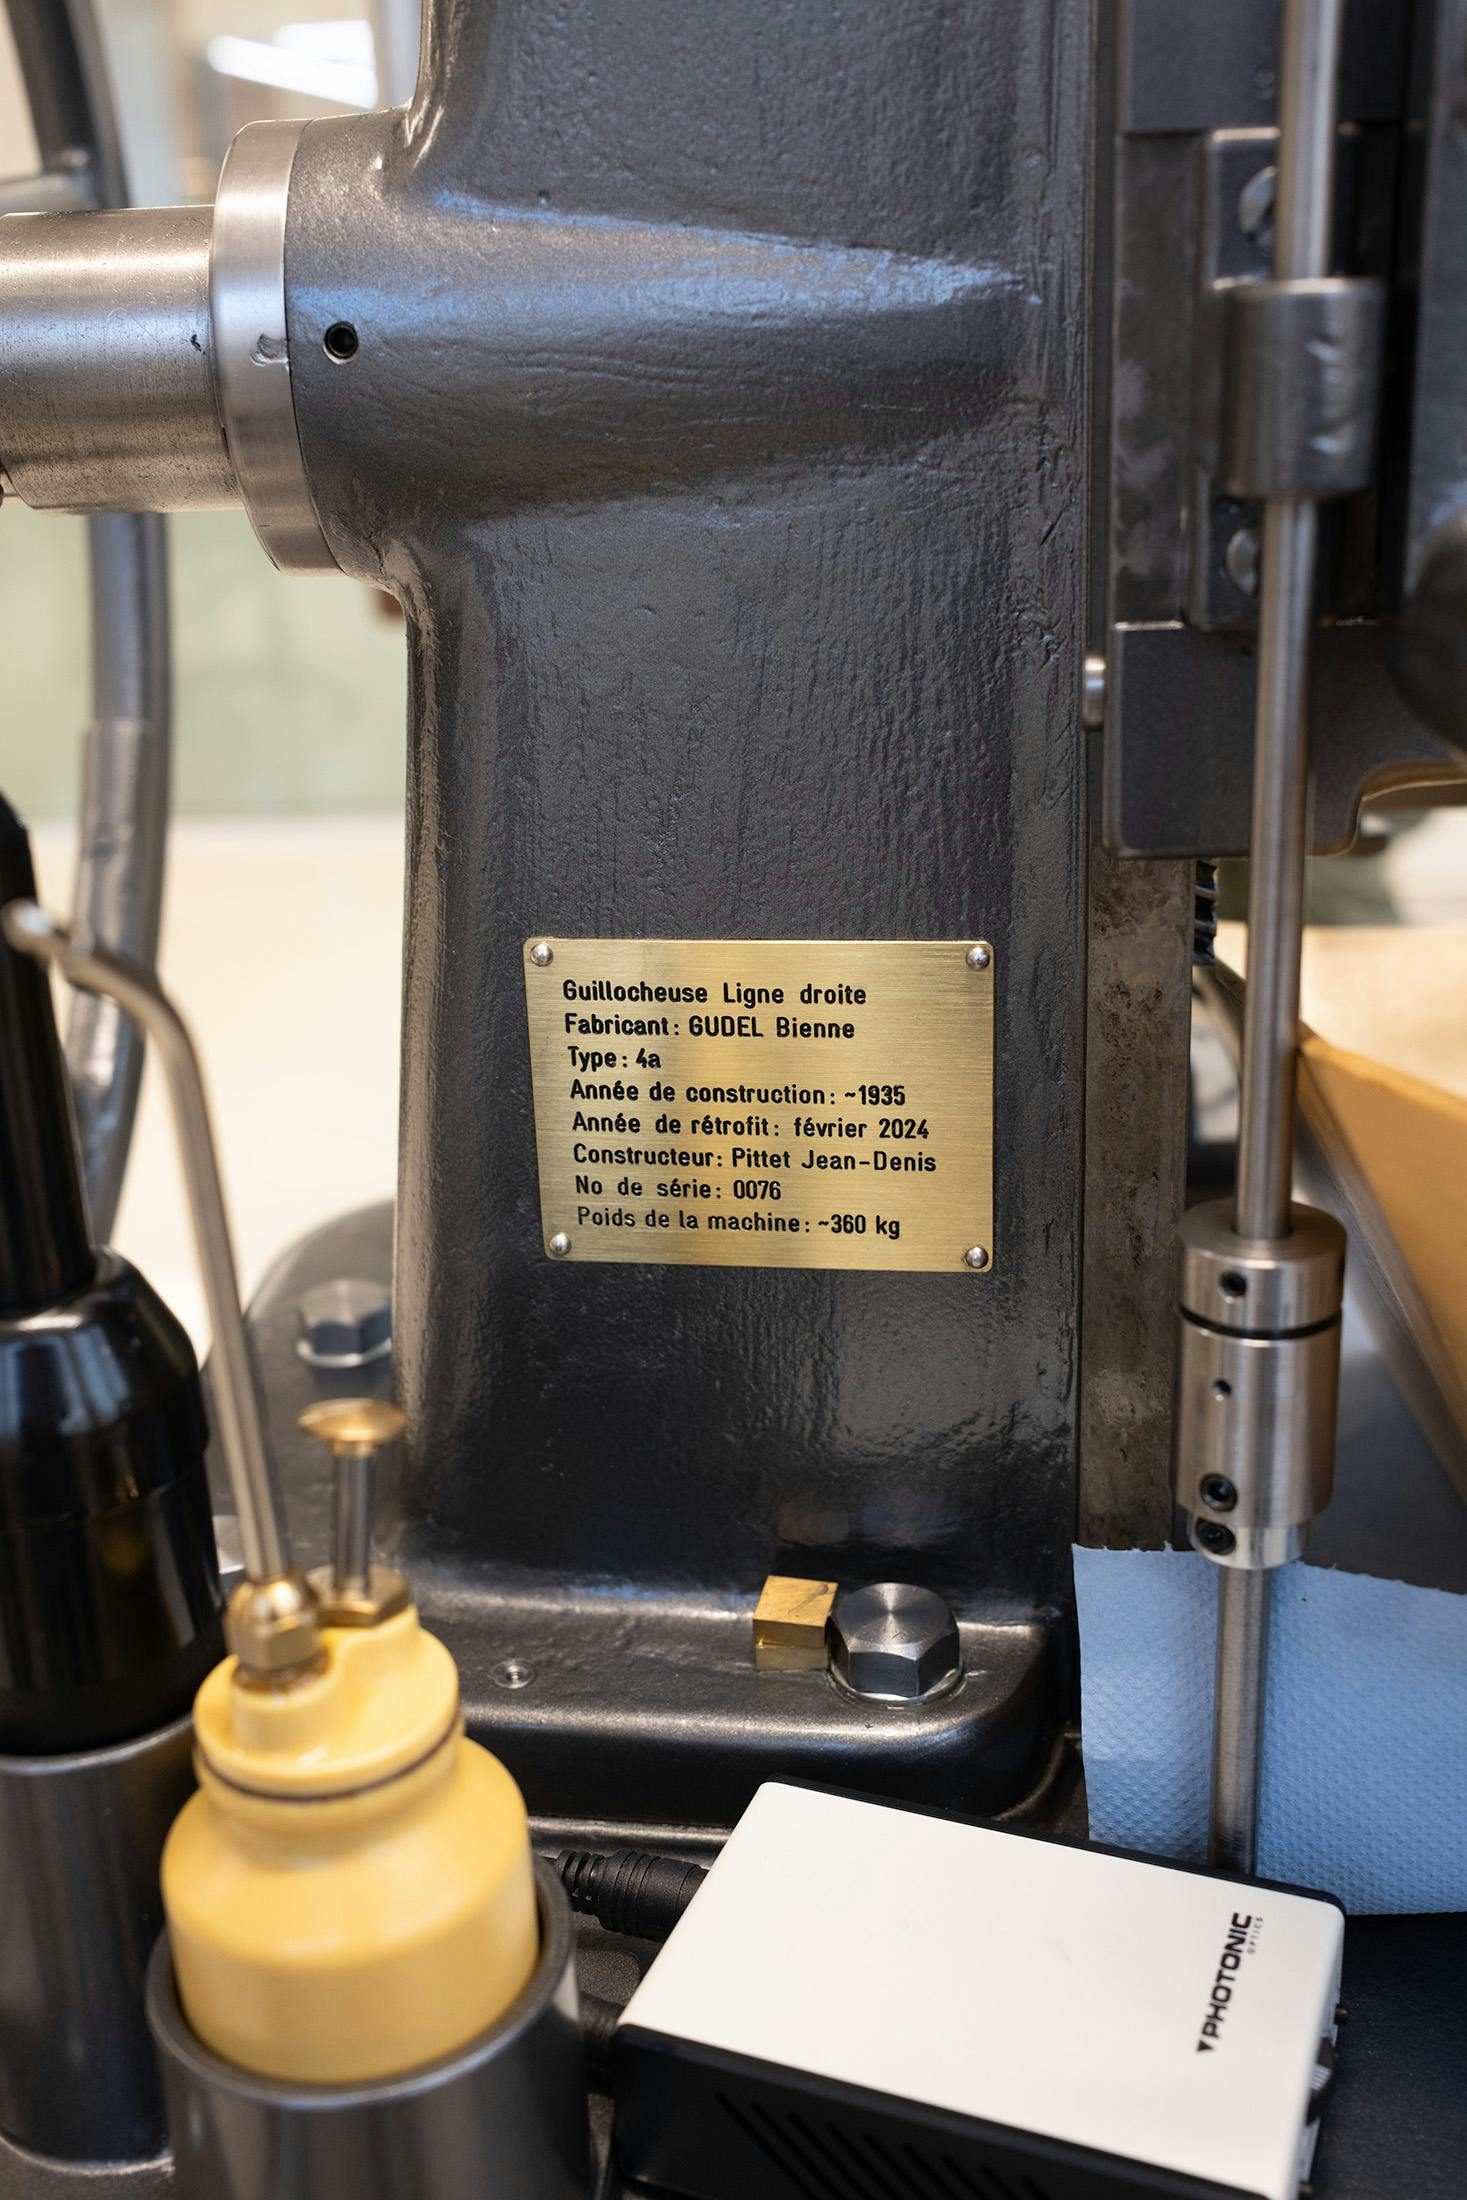 Guillocheuse Ligne droite
Fabricant: GUDEL Bienne
Type: 4a
Année de construction: ~1935
Année de rétrofit: février 2024
Constructeur: Pittet Jean-Denis
No de série: 0076
Poids de la machine: ~360 kg
PHOTONIC
OPTICS